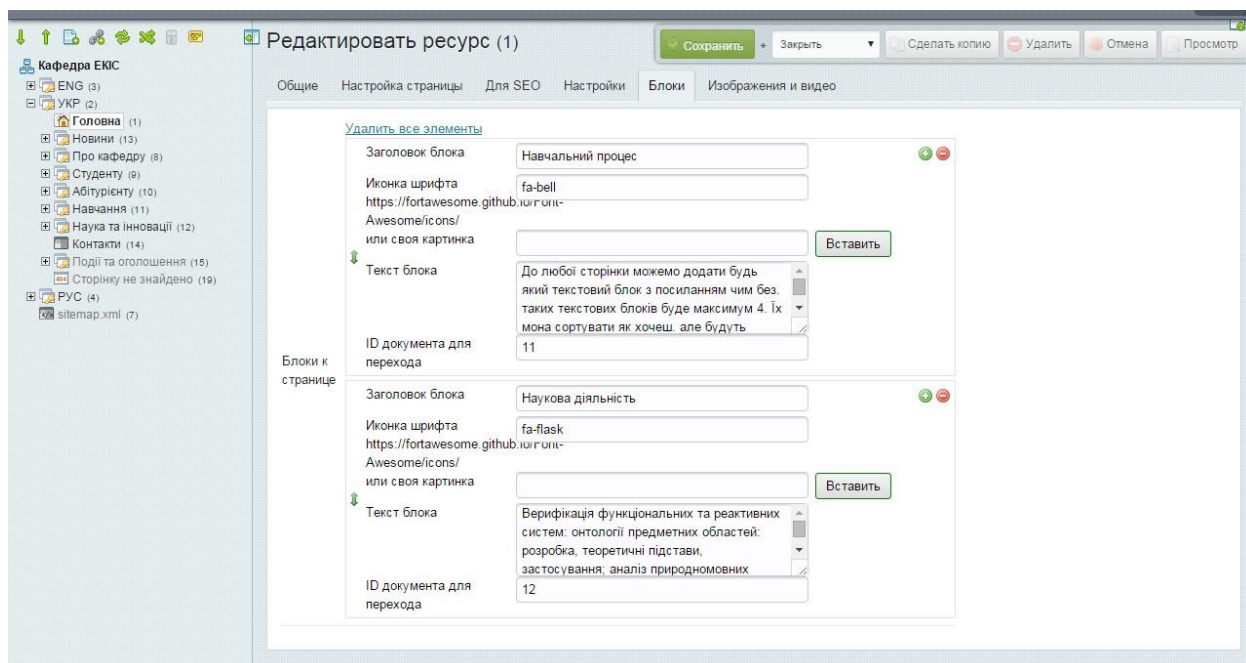 Редактировать ресурс (1)
Сохранить + Закрыть Сделать копию Удалить Отмена Просмотр
Кафедра ЕКІС
ENG (3)
УКР (2)
Головна (1)
Новини (13)
Про кафедру (8)
Студенту (9)
Абітурієнту (10)
Навчання (11)
Наука та інновації (12)
Контакти (14)
Події та оголошення (15)
Сторінку не знайдено (19)
РУС (4)
sitemap.xml (7)
Общие Настройка страницы Для SEO Настройки Блоки Изображения и видео
Блоки к
странице
Удалить все элементы
Заголовок блока Навчальний процес
Иконка шрифта fa-bell
https://fortawesome.github.io/Font-
Awesome/icons/
или своя картинка Вставить
Текст блока До любої сторінки можемо додати будь
який текстовий блок з посиланням чим без.
таких текстових блоків буде максимум 4. Їх
мона сортувати як хочеш. але будуть
ID документа для 11
перехода
Заголовок блока Наукова діяльність
Иконка шрифта fa-flask
https://fortawesome.github.io/Font-
Awesome/icons/
или своя картинка Вставить
Текст блока Верифікація функціональних та реактивних
систем: онтології предметних областей:
розробка, теоретичні підстави,
застосування; аналіз природномовних
ID документа для 12
перехода